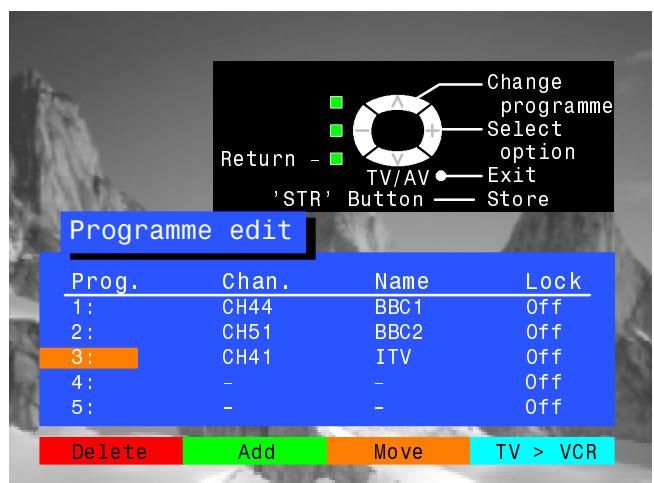 Change
programme
Select
option
Return -
TV/AV
Exit
'STR' Button
Store
Programme edit
Prog. Chan. Name Lock
1: CH44 BBC1 Off
2: CH51 BBC2 Off
3: CH41 ITV Off
4: - - Off
5: - - Off
Delete Add Move TV > VCR